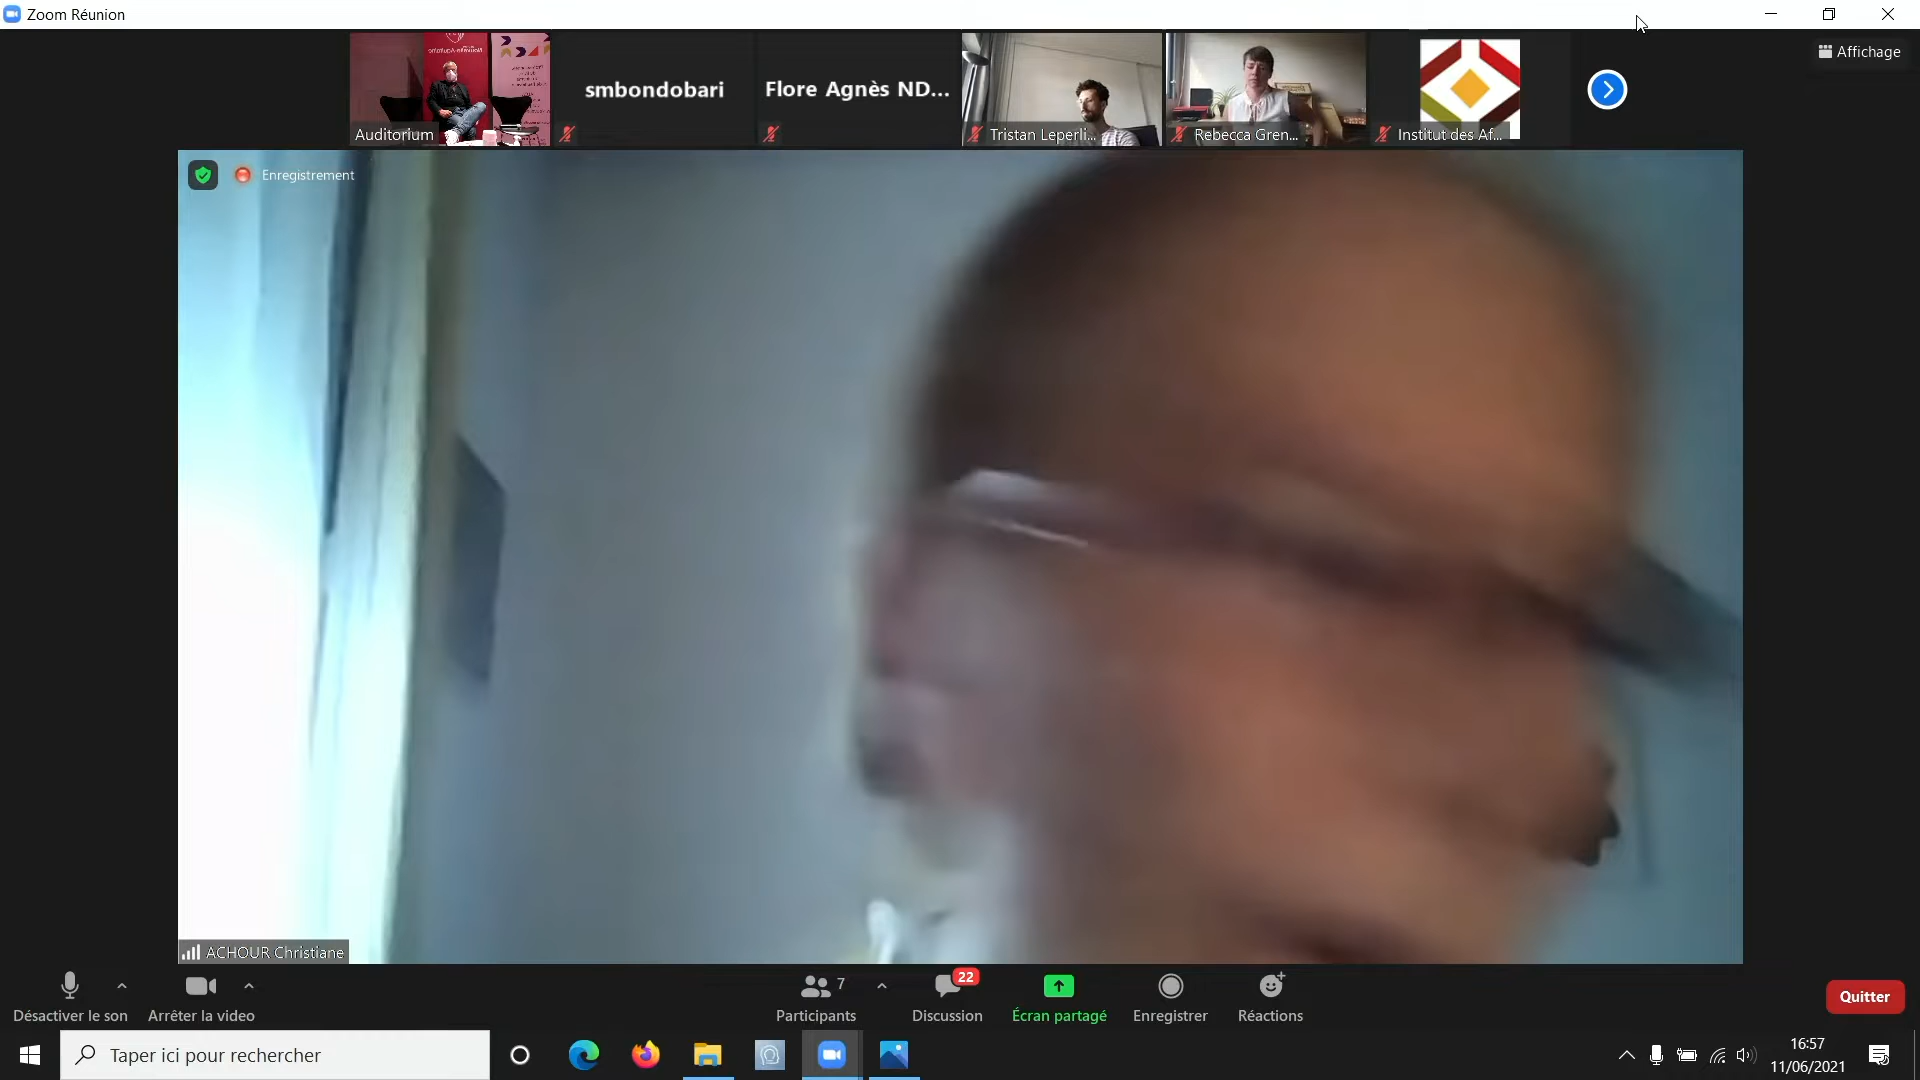 Zoom Réunion
Affichage
Auditorium
smbondobari
Flore Agnès ND...
Tristan Leperli...
Rebecca Gren...
Institut des Af...
Enregistrement
ACHOUR Christiane
Désactiver le son
Arrêter la video
7
Participants
22
Discussion
Écran partagé
Enregistrer
Réactions
Quitter
Taper ici pour rechercher
16:57
11/06/2021